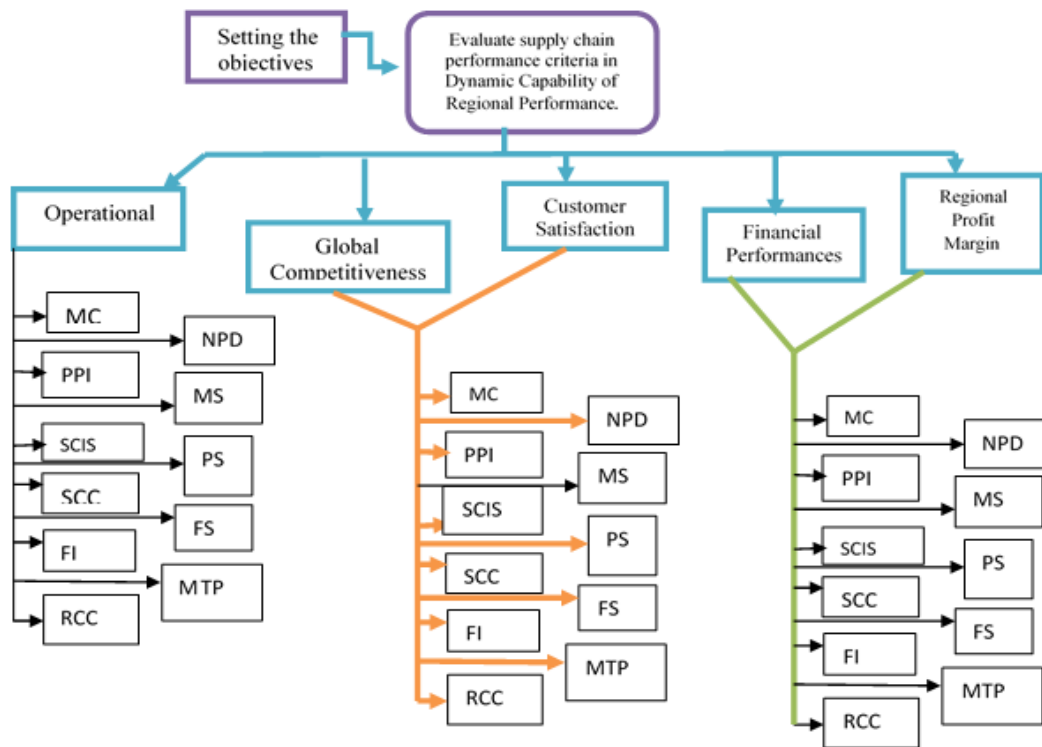 Setting the
objectives
Evaluate supply chain
performance criteria in
Dynamic Capability of
Regional Performance.
Operational
Global
Competitiveness
Customer
Satisfaction
Financial
Performances
Regional
Profit
Margin
MC
NPD
PPI
MS
SCIS
PS
SCC
FS
FI
MTP
RCC
MC
NPD
PPI
MS
SCIS
PS
SCC
FS
FI
MTP
RCC
MC
NPD
PPI
MS
SCIS
PS
SCC
FS
FI
MTP
RCC